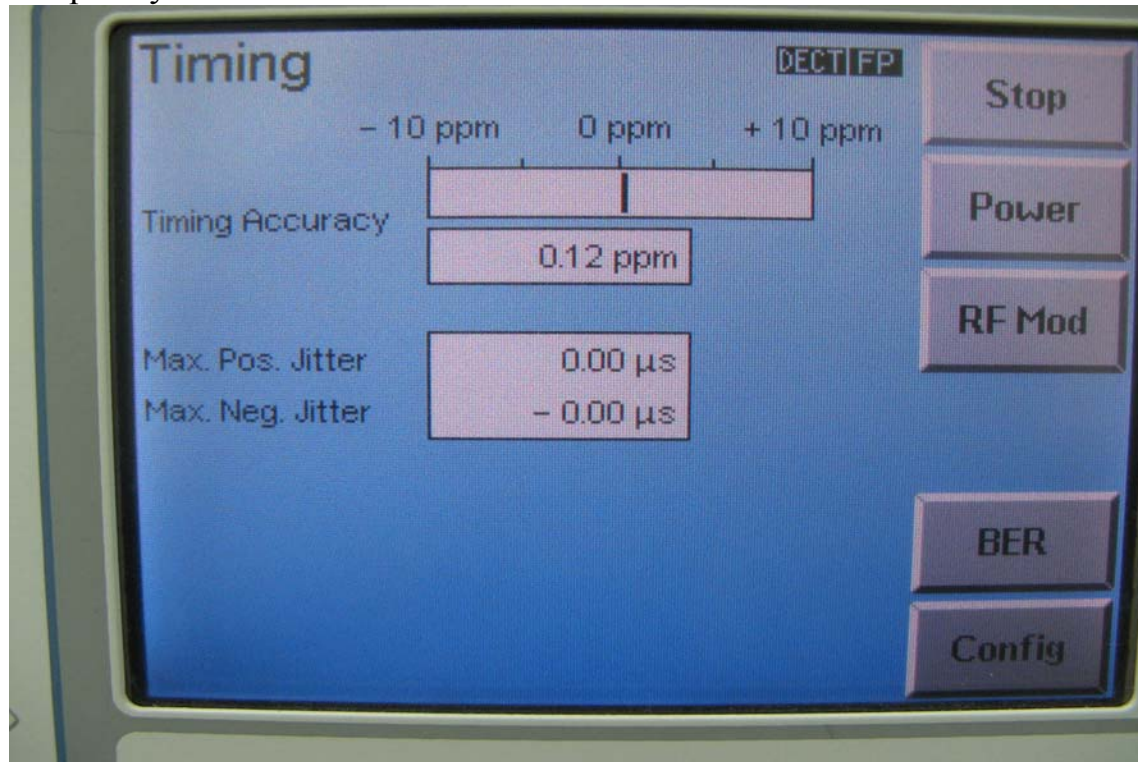 Timing
DECT FP
Stop
– 10 ppm 0 ppm + 10 ppm
Power
Timing Accuracy
0.12 ppm
RF Mod
Max. Pos. Jitter 0.00 µs
Max. Neg. Jitter – 0.00 µs
BER
Config